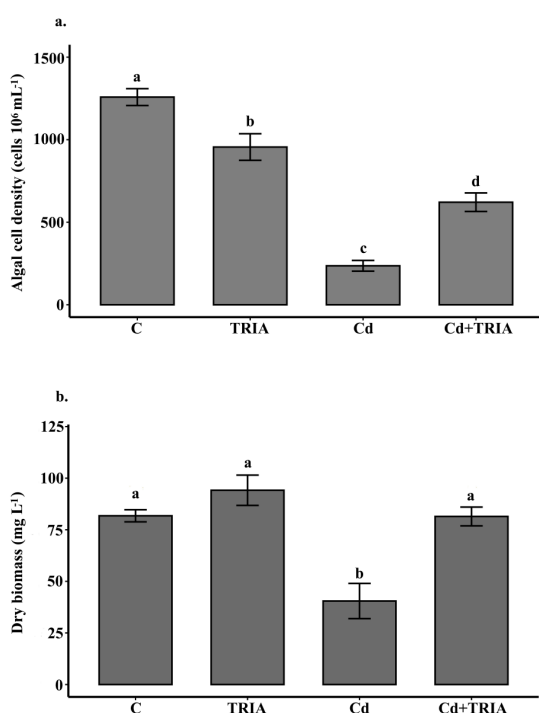 a.
Algal cell density (cells 10⁶ mL⁻¹)
1500
1000
500
0
a
b
c
d
C TRIA Cd Cd+TRIA
b.
Dry biomass (mg L⁻¹)
125
100
75
50
25
0
a
a
b
a
C TRIA Cd Cd+TRIA